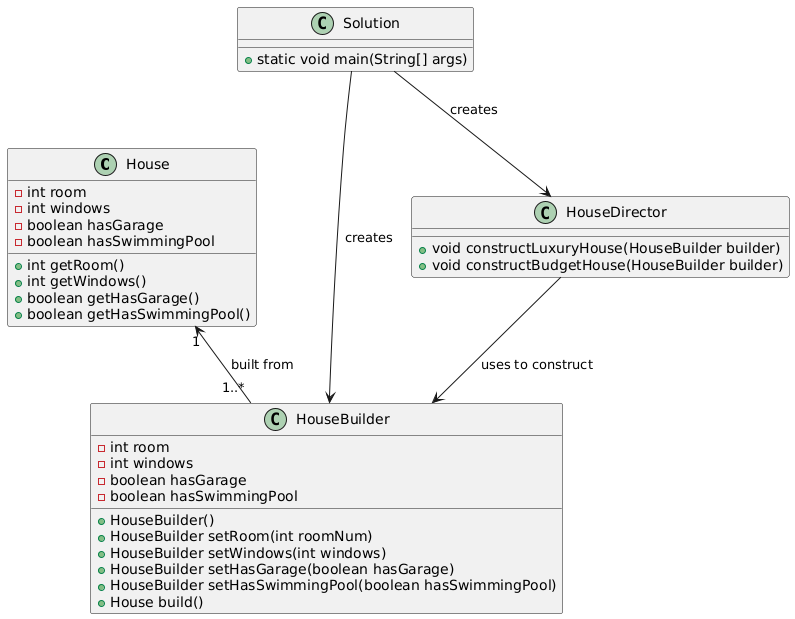 C Solution
static void main(String[] args)
creates
C House
int room
int windows
boolean hasGarage
boolean hasSwimmingPool
int getRoom()
int getWindows()
boolean getHasGarage()
boolean getHasSwimmingPool()
C HouseDirector
void constructLuxuryHouse(HouseBuilder builder)
void constructBudgetHouse(HouseBuilder builder)
creates
1
built from
1..*
uses to construct
C HouseBuilder
int room
int windows
boolean hasGarage
boolean hasSwimmingPool
HouseBuilder()
HouseBuilder setRoom(int roomNum)
HouseBuilder setWindows(int windows)
HouseBuilder setHasGarage(boolean hasGarage)
HouseBuilder setHasSwimmingPool(boolean hasSwimmingPool)
House build()